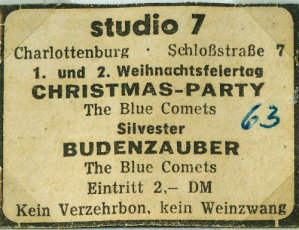 studio 7
Charlottenburg · Schloßstraße 7
1. und 2. Weihnachtsfeiertag
CHRISTMAS-PARTY
The Blue Comets
63
Silvester
BUDENZAUBER
The Blue Comets
Eintritt 2,— DM
Kein Verzehrbon, kein Weinzwang